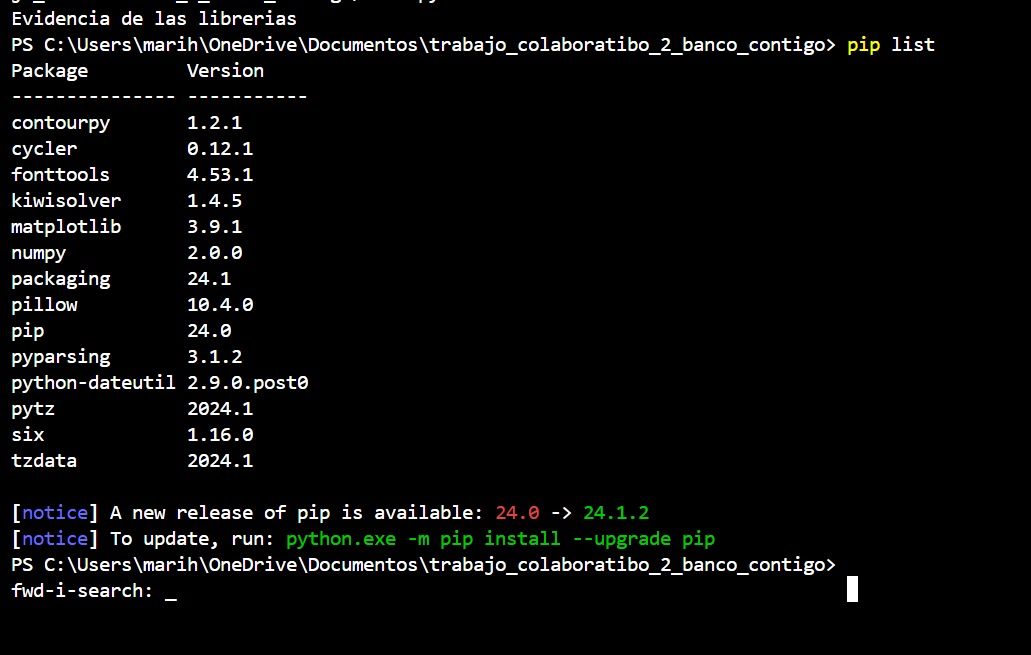 Evidencia de las librerias
PS C:\Users\marih\OneDrive\Documentos\trabajo_colaboratibo_2_banco_contigo> pip list
Package         Version
--------------- -----------
contourpy       1.2.1
cycler          0.12.1
fonttools       4.53.1
kiwisolver      1.4.5
matplotlib      3.9.1
numpy           2.0.0
packaging       24.1
pillow          10.4.0
pip             24.0
pyparsing       3.1.2
python-dateutil 2.9.0.post0
pytz            2024.1
six             1.16.0
tzdata          2024.1
[notice] A new release of pip is available: 24.0 -> 24.1.2
[notice] To update, run: python.exe -m pip install --upgrade pip
PS C:\Users\marih\OneDrive\Documentos\trabajo_colaboratibo_2_banco_contigo>
fwd-i-search: _